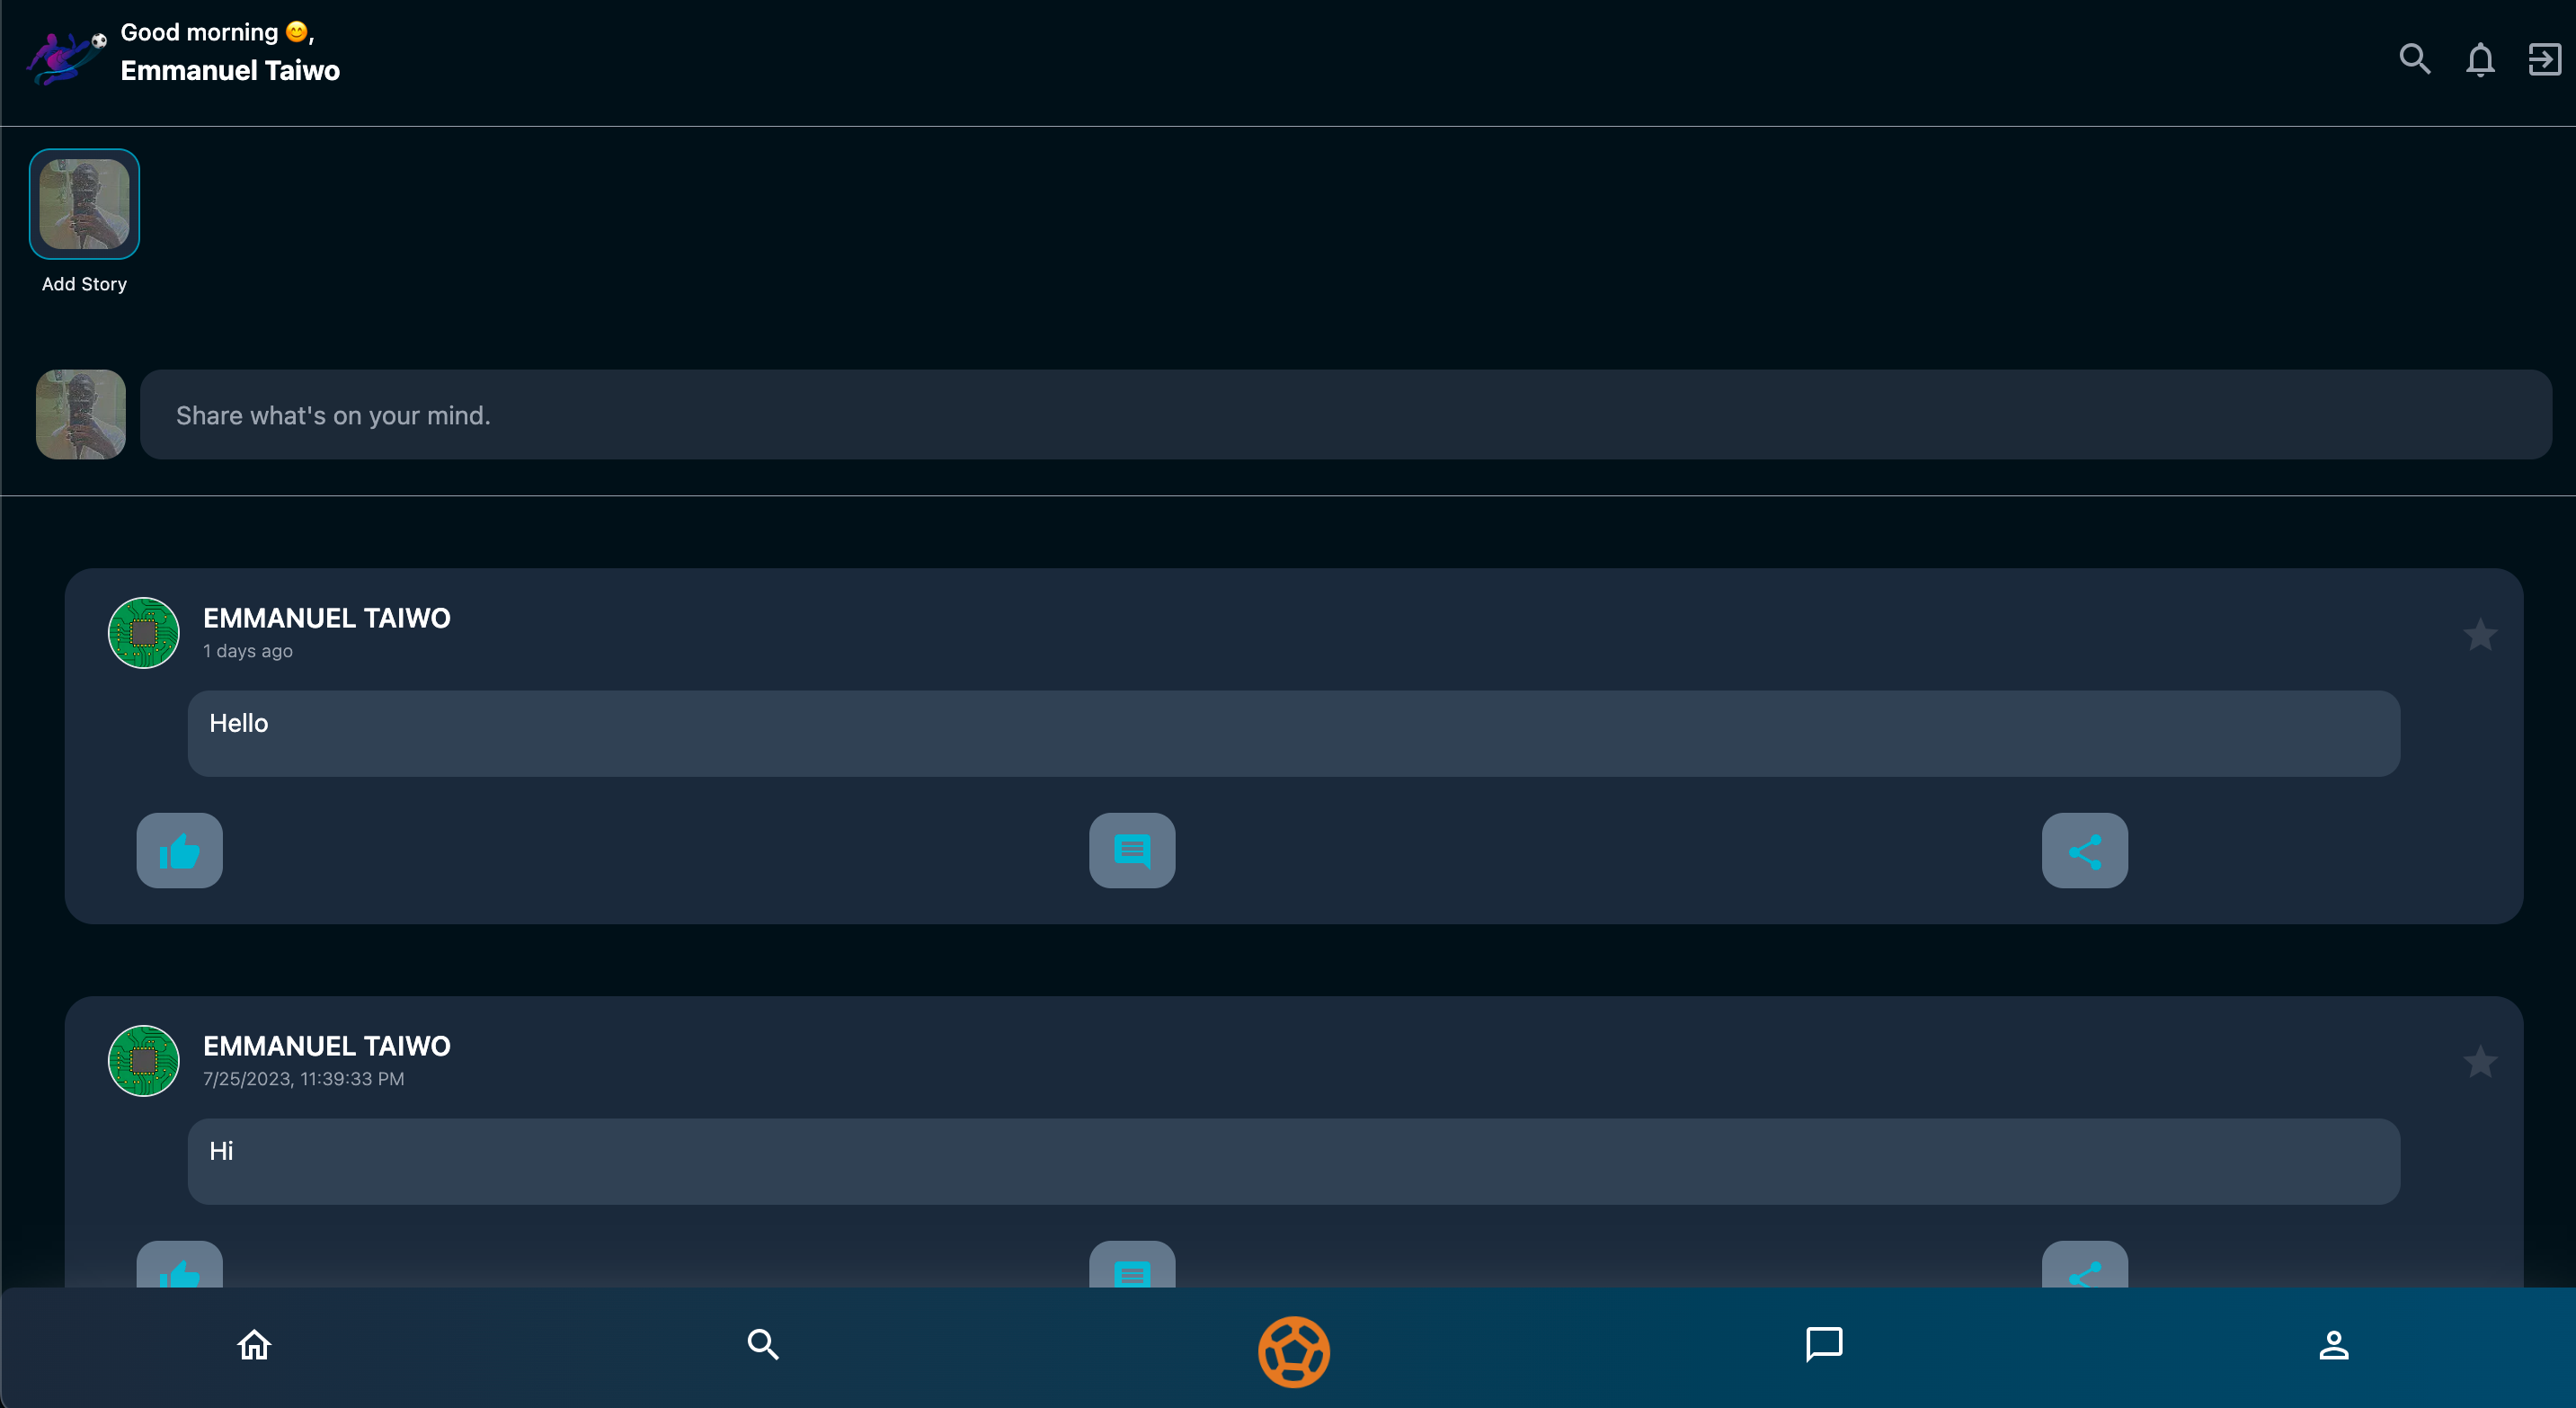 Good morning 😊,
Emmanuel Taiwo
Add Story
Share what's on your mind.
EMMANUEL TAIWO
1 days ago
Hello
EMMANUEL TAIWO
7/25/2023, 11:39:33 PM
Hi